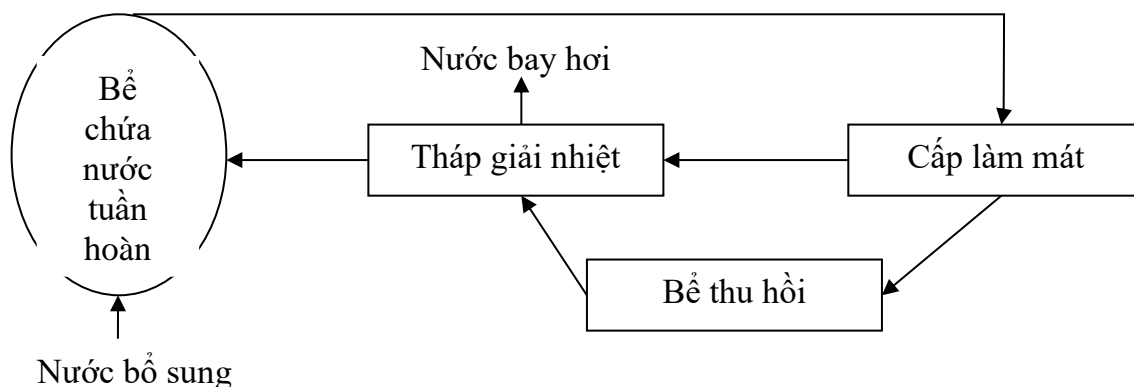 Nước bay hơi
Bể
chứa
nước
tuần
hoàn
Tháp giải nhiệt
Cấp làm mát
Bể thu hồi
Nước bổ sung